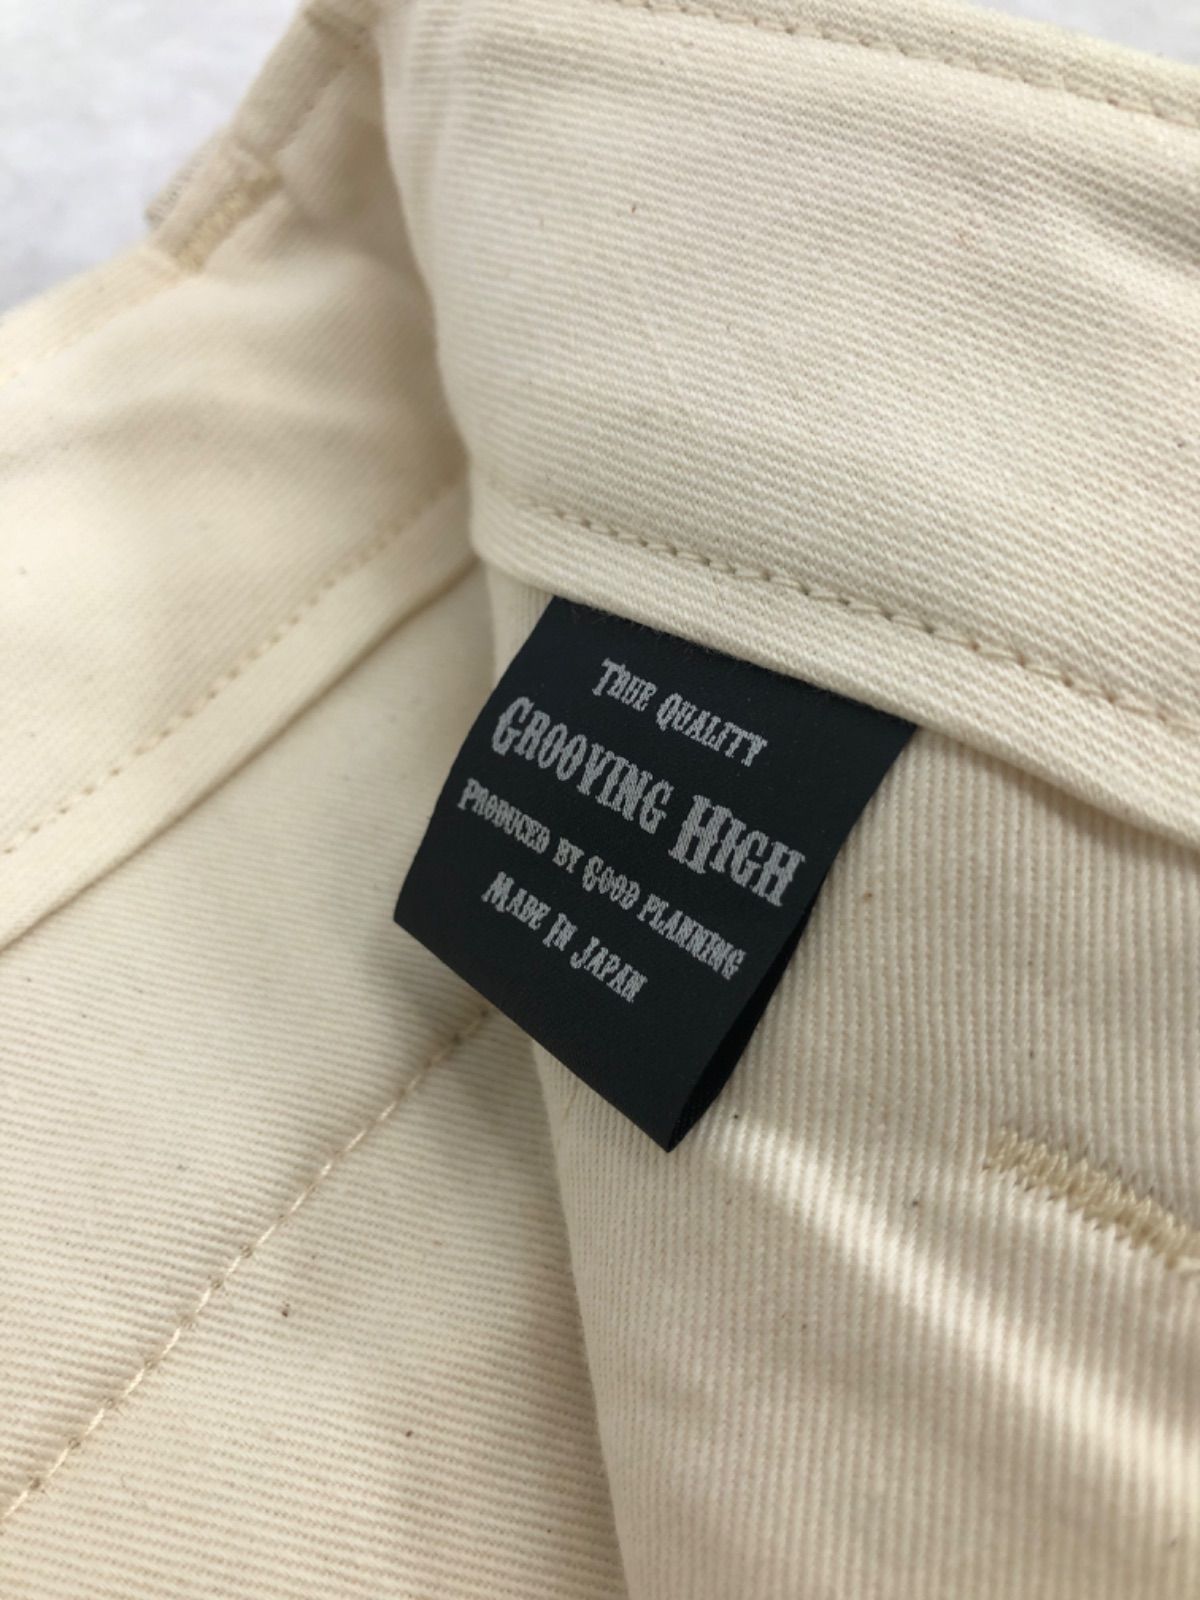 True Quality
Grooving High
Produced by Good planning
Made In Japan